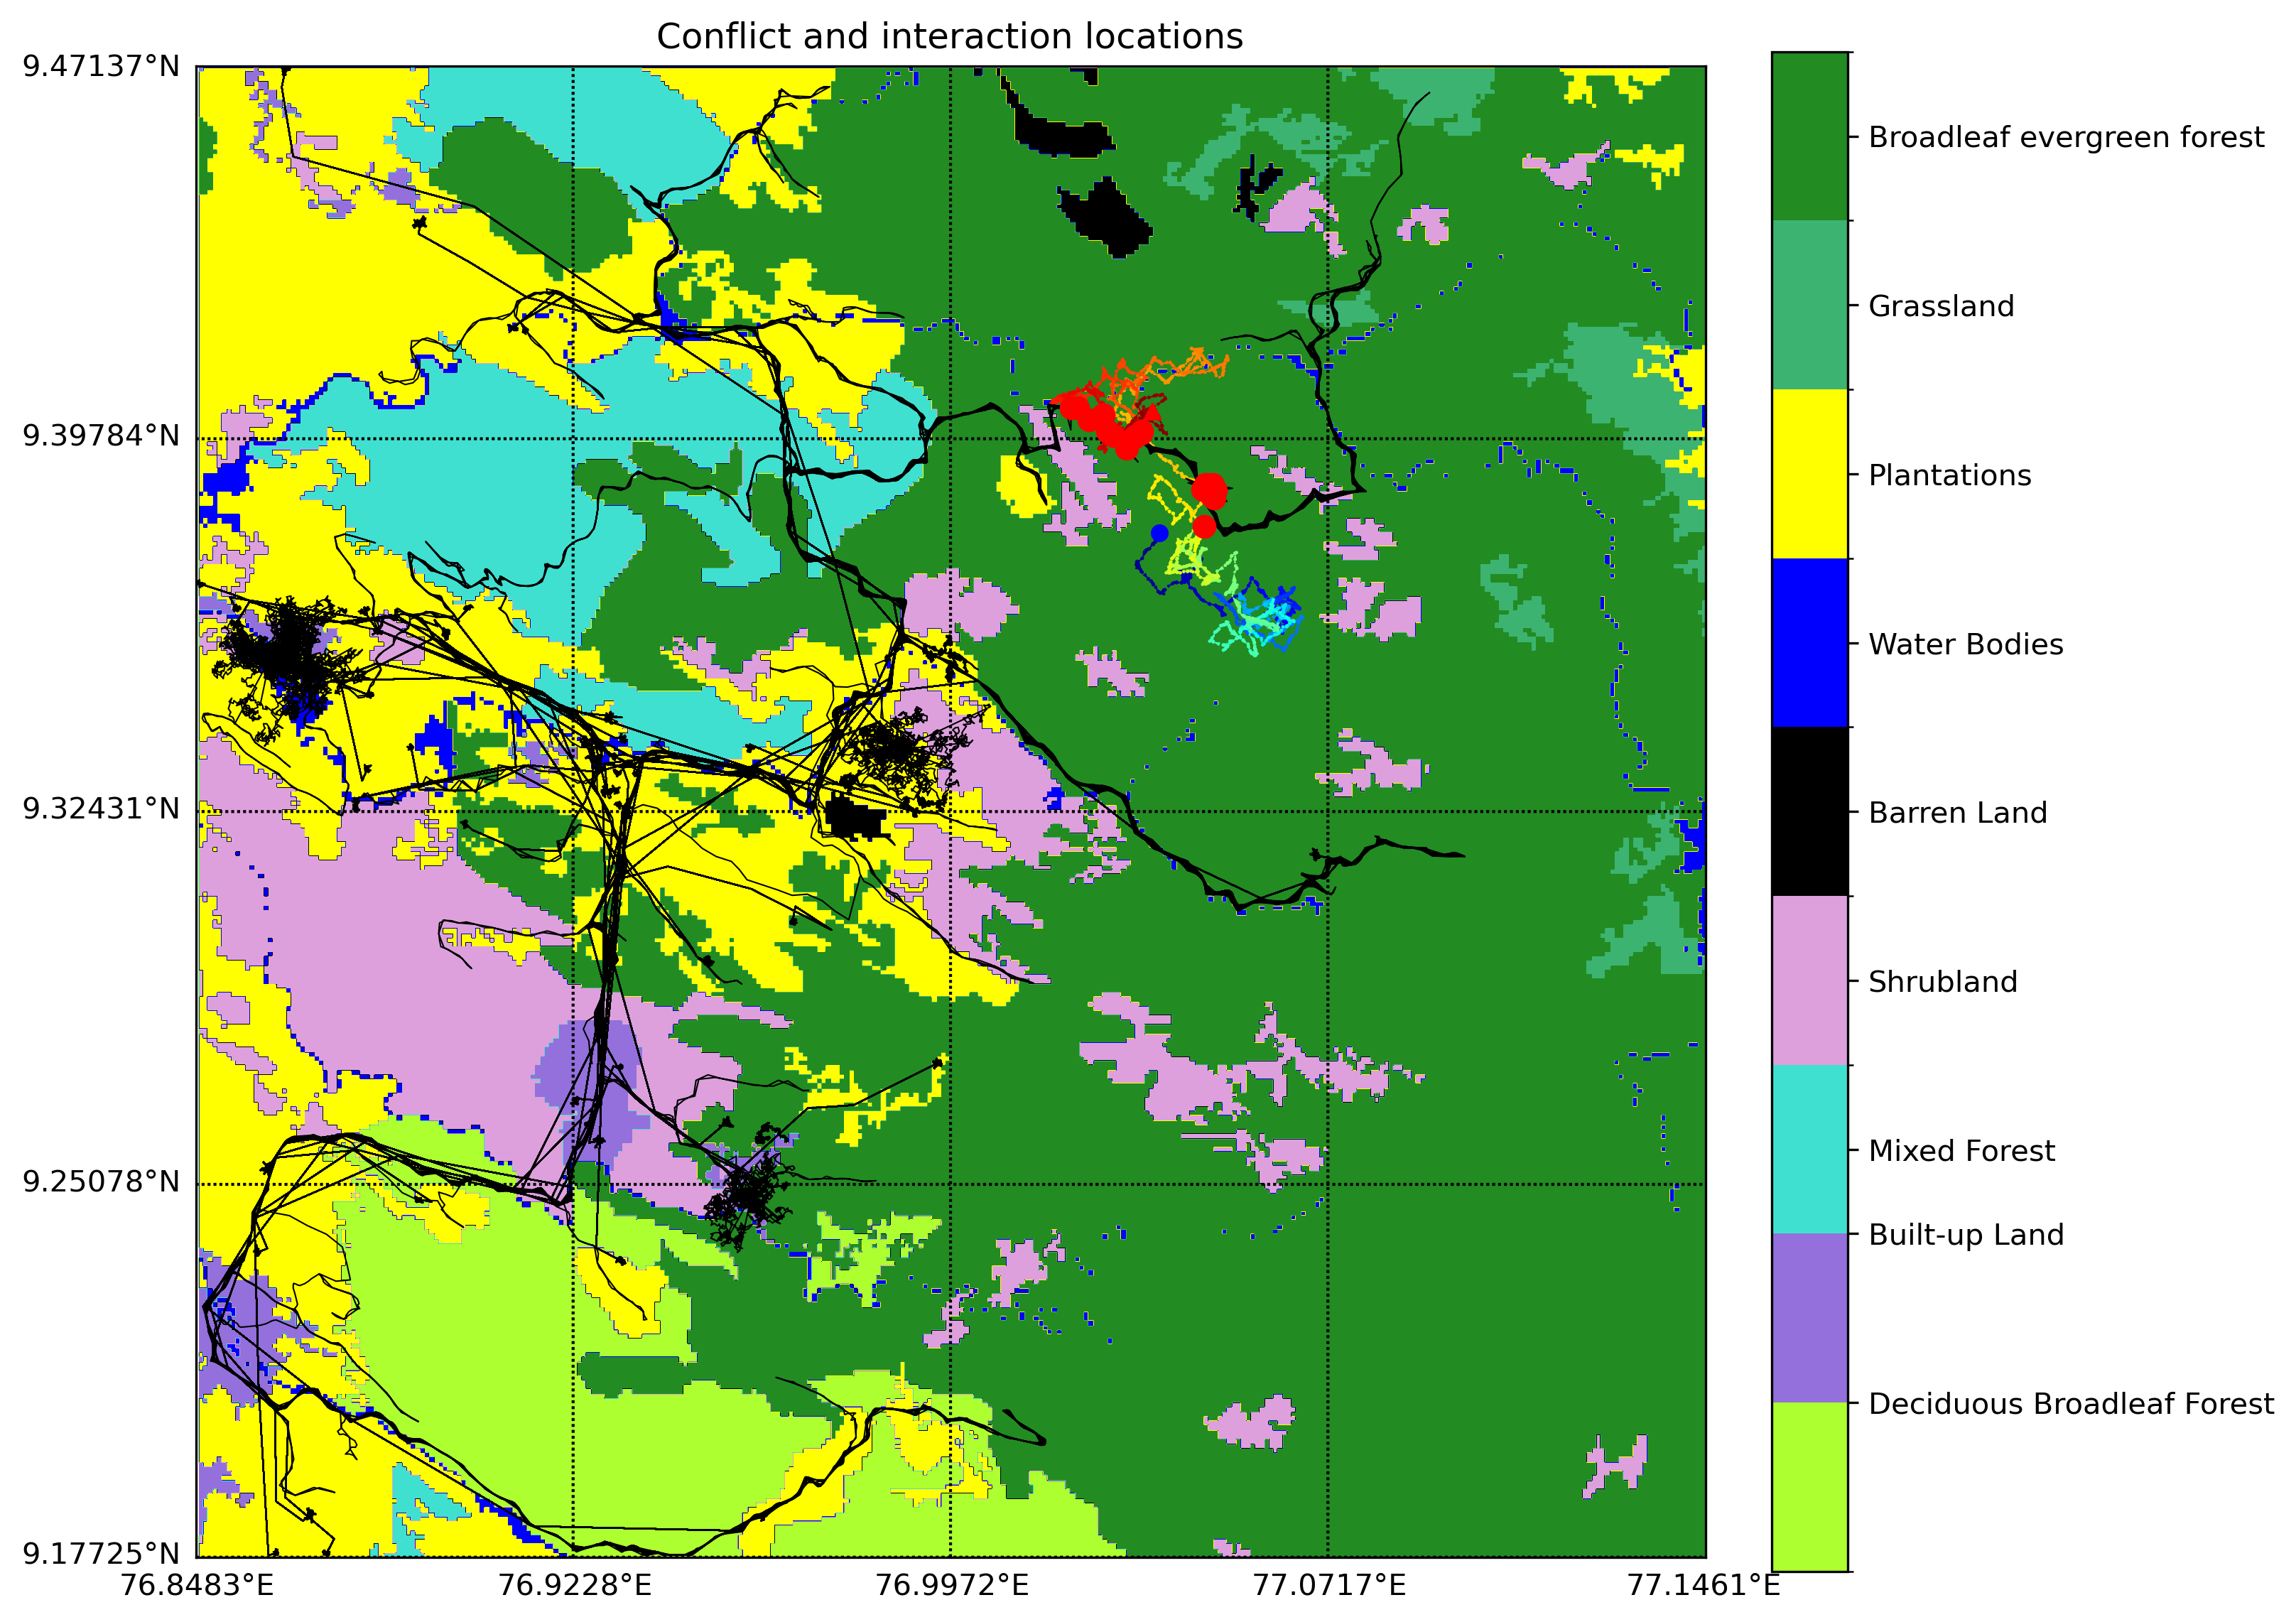 Conflict and interaction locations
9.47137°N
9.39784°N
9.32431°N
9.25078°N
9.17725°N
76.8483°E
76.9228°E
76.9972°E
77.0717°E
77.1461°E
Broadleaf evergreen forest
Grassland
Plantations
Water Bodies
Barren Land
Shrubland
Mixed Forest
Built-up Land
Deciduous Broadleaf Forest